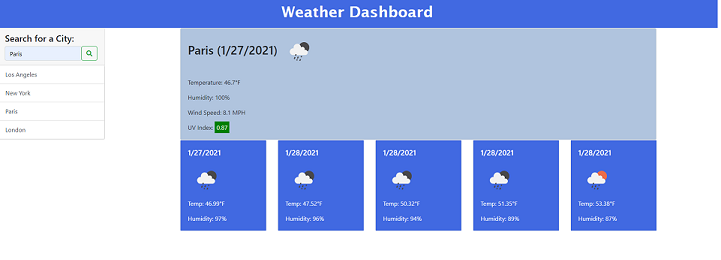 Weather Dashboard
Search for a City:
Paris
Los Angeles
New York
Paris
London
Paris (1/27/2021)
Temperature: 46.7°F
Humidity: 100%
Wind Speed: 8.1 MPH
UV Index: 0.87
1/27/2021
Temp: 46.99°F
Humidity: 97%
1/28/2021
Temp: 47.52°F
Humidity: 96%
1/28/2021
Temp: 50.32°F
Humidity: 94%
1/28/2021
Temp: 51.35°F
Humidity: 89%
1/28/2021
Temp: 53.38°F
Humidity: 87%